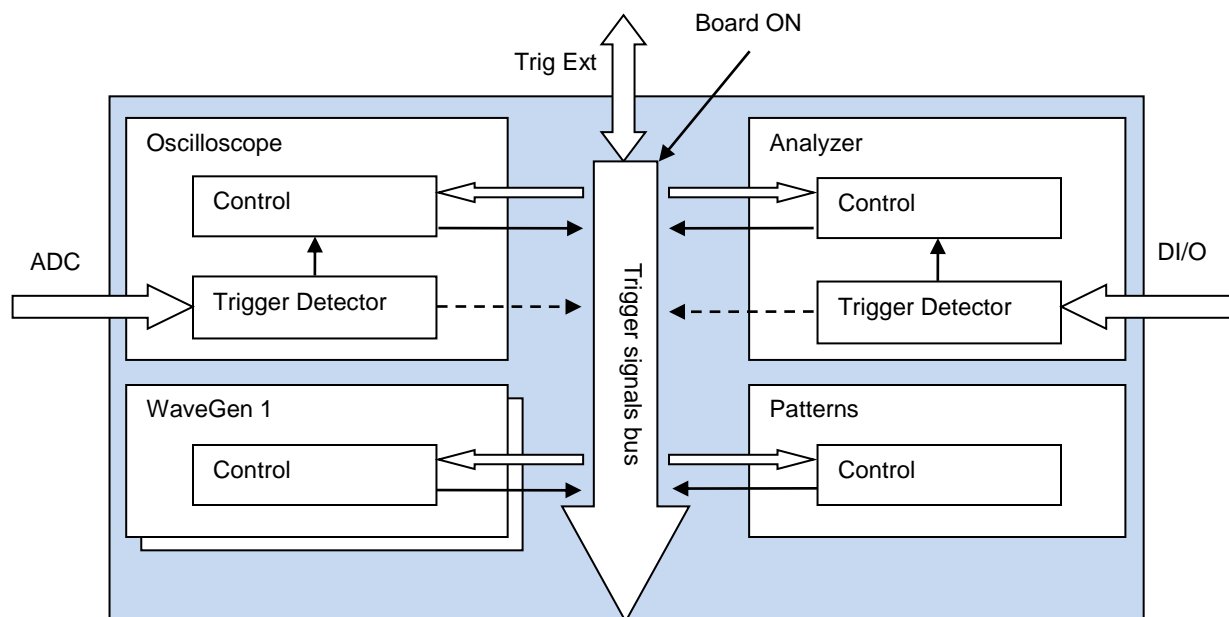 Board ON
Trig Ext
Oscilloscope
Control
Trigger Detector
ADC
Analyzer
Control
Trigger Detector
DI/O
Trigger signals bus
WaveGen 1
Control
Patterns
Control